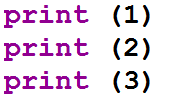 print (1)
print (2)
print (3)